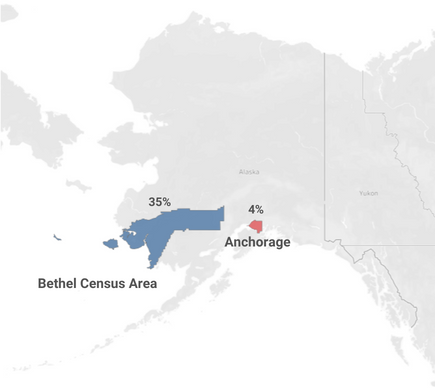 Alaska
Yukon
35%
4%
Anchorage
Bethel Census Area